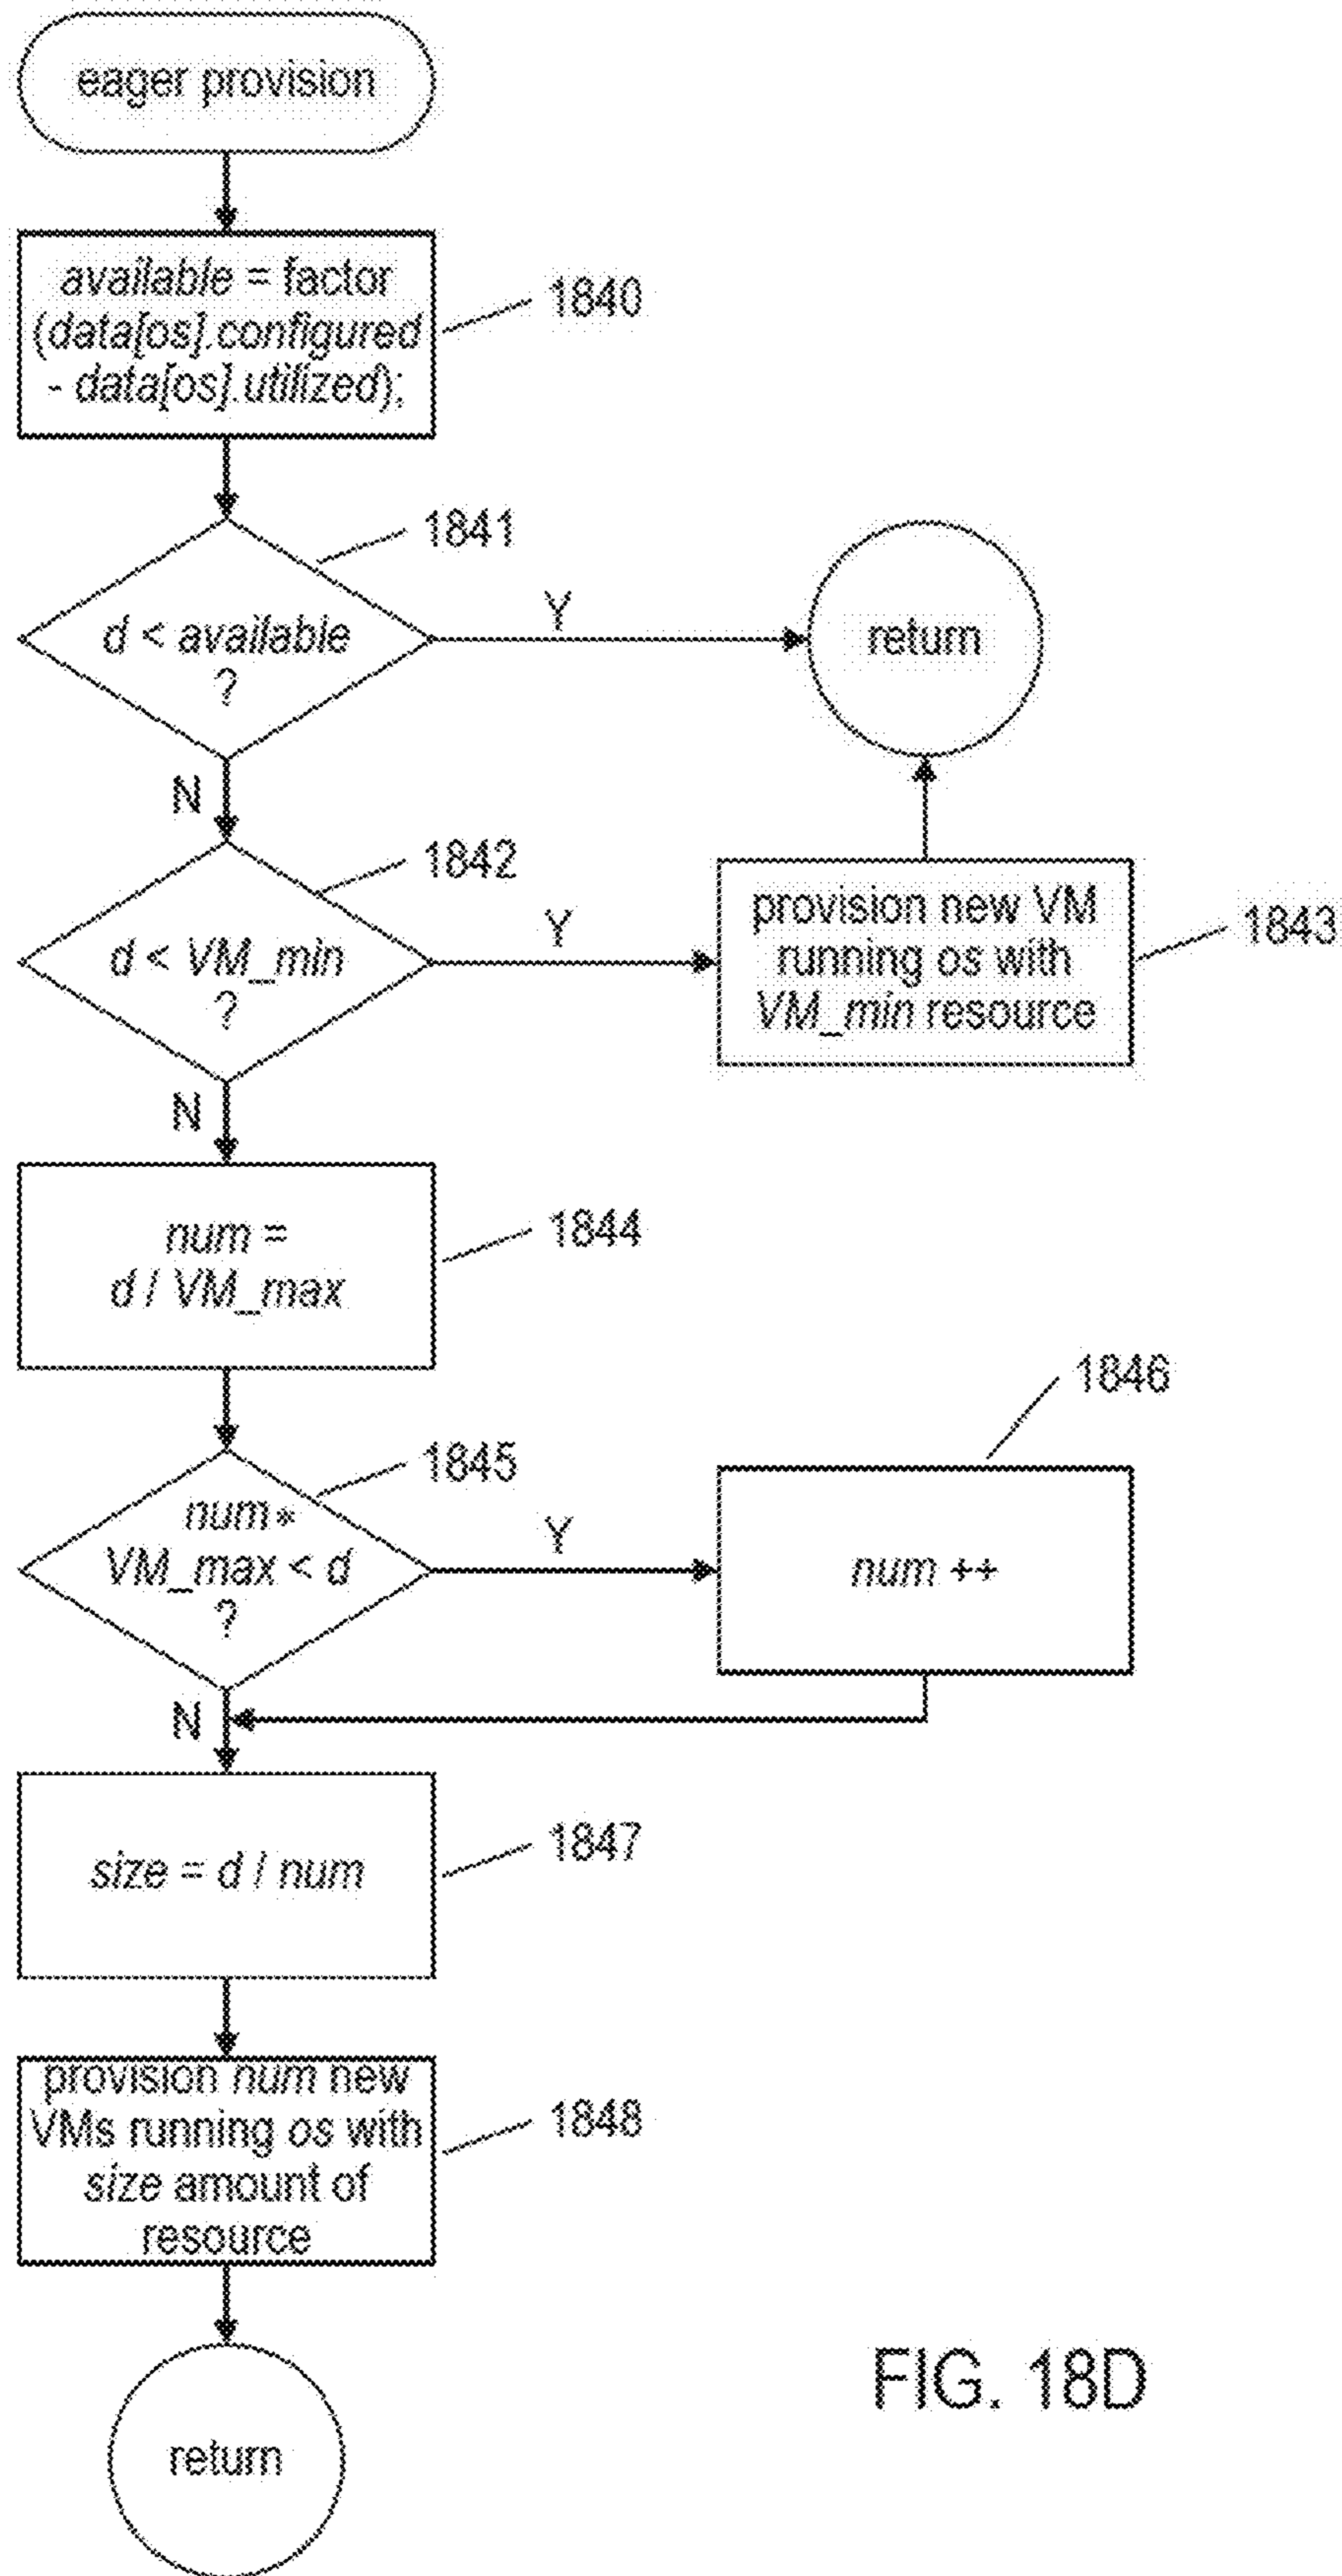 eager provision
available = factor
(data[os].configured
- data[os].utilized);
1840
1841
d < available
?
Y
return
N
1842
d < VM_min
?
Y
provision new VM
running os with
VM_min resource
1843
N
num =
d / VM_max
1844
1845
num *
VM_max < d
?
Y
1846
num ++
N
size = d / num
1847
provision num new
VMs running os with
size amount of
resource
1848
return
FIG. 18D